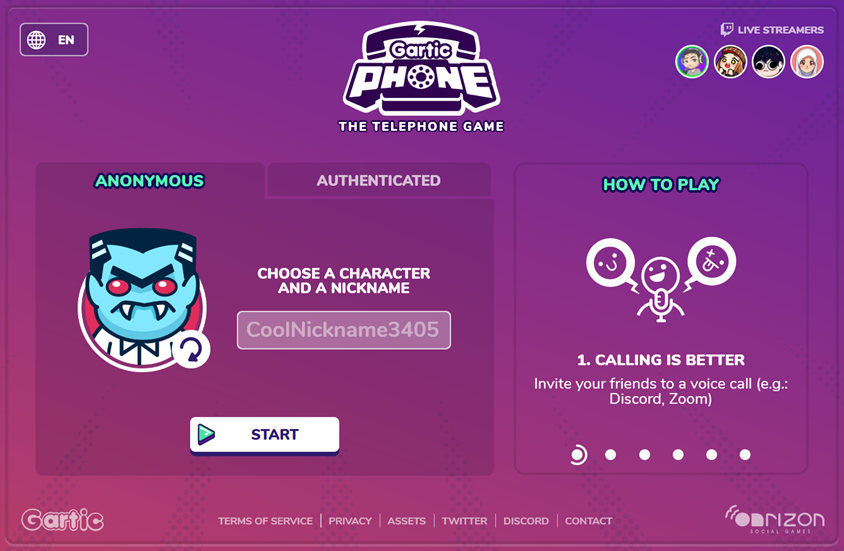 EN
Gartic
PHONE
THE TELEPHONE GAME
LIVE STREAMERS
ANONYMOUS
AUTHENTICATED
CHOOSE A CHARACTER
AND A NICKNAME
CoolNickname3405
START
HOW TO PLAY
1. CALLING IS BETTER
Invite your friends to a voice call (e.g.:
Discord, Zoom)
Gartic
TERMS OF SERVICE
PRIVACY
ASSETS
TWITTER
DISCORD
CONTACT
ONRIZON
SOCIAL GAMES